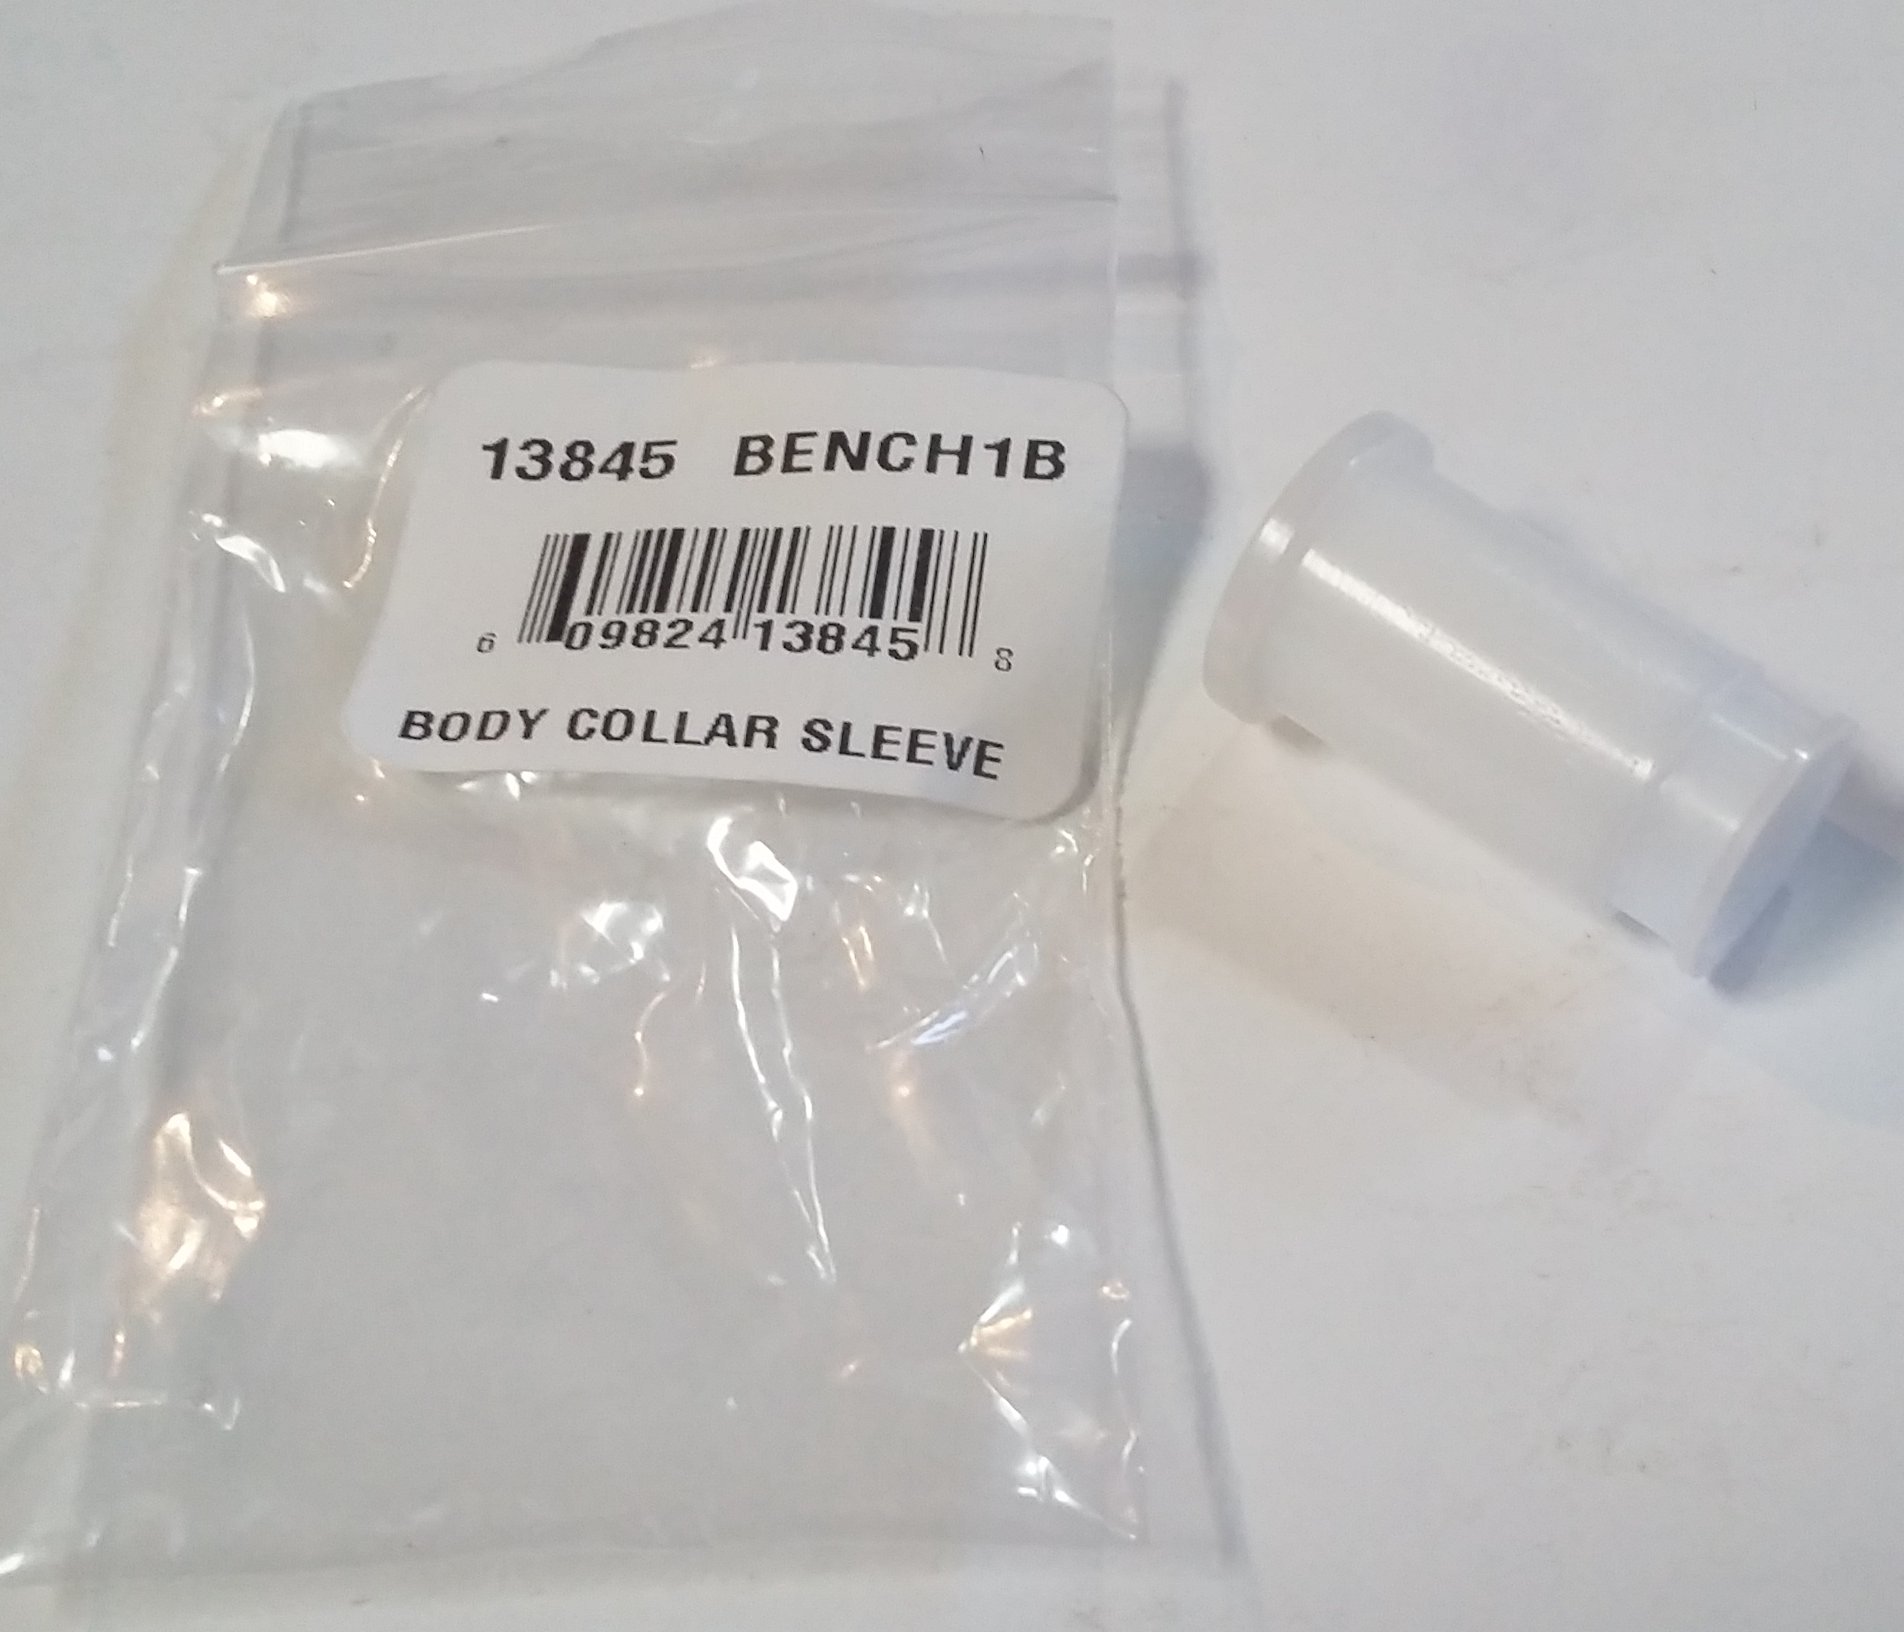 13845 BENCH1B
6 09824 13845 8
BODY COLLAR SLEEVE